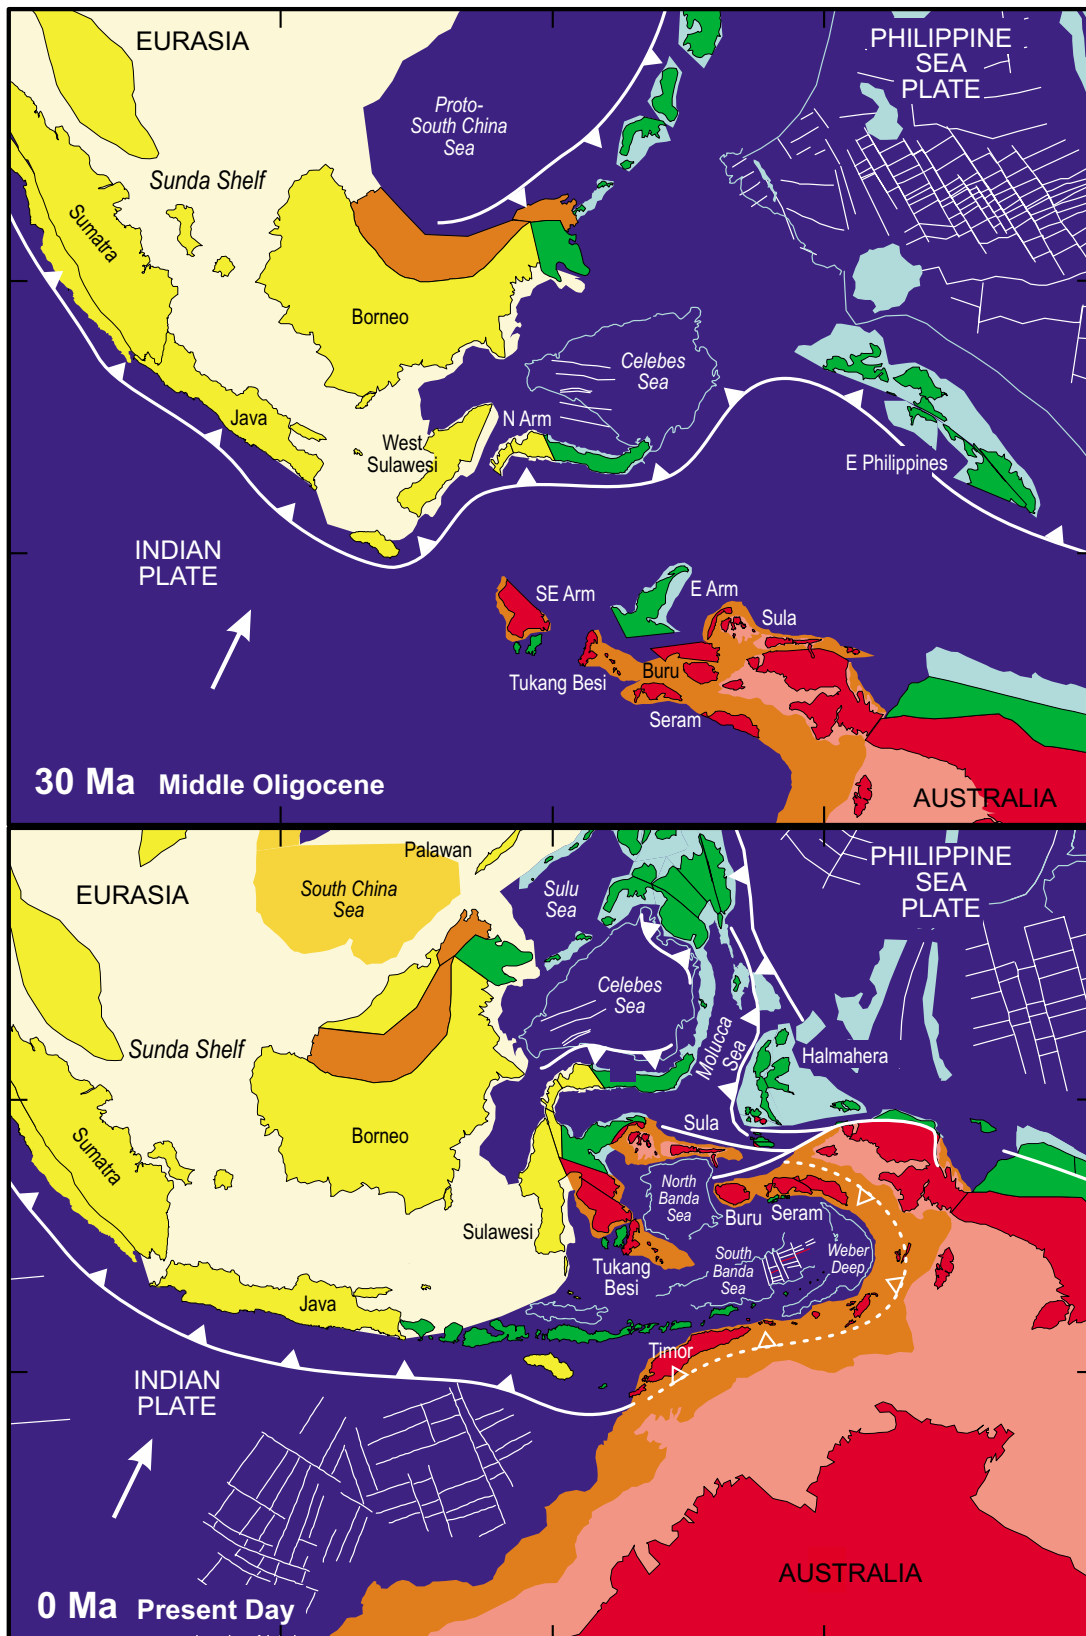 EURASIA
PHILIPPINE
SEA
PLATE
Proto-
South China
Sea
Sunda Shelf
Sumatra
Borneo
Celebes
Sea
Java
N Arm
West
Sulawesi
E Philippines
INDIAN
PLATE
SE Arm
E Arm
Sula
Tukang Besi
Buru
Seram
30 Ma Middle Oligocene
AUSTRALIA
Palawan
EURASIA
South China
Sea
Sulu
Sea
PHILIPPINE
SEA
PLATE
Celebes
Sea
Molucca
Sea
Halmahera
Sunda Shelf
Sumatra
Borneo
Sula
North
Banda
Sea
Buru
Seram
Sulawesi
Tukang
Besi
South
Banda
Sea
Weber
Deep
Java
Timor
INDIAN
PLATE
AUSTRALIA
0 Ma Present Day